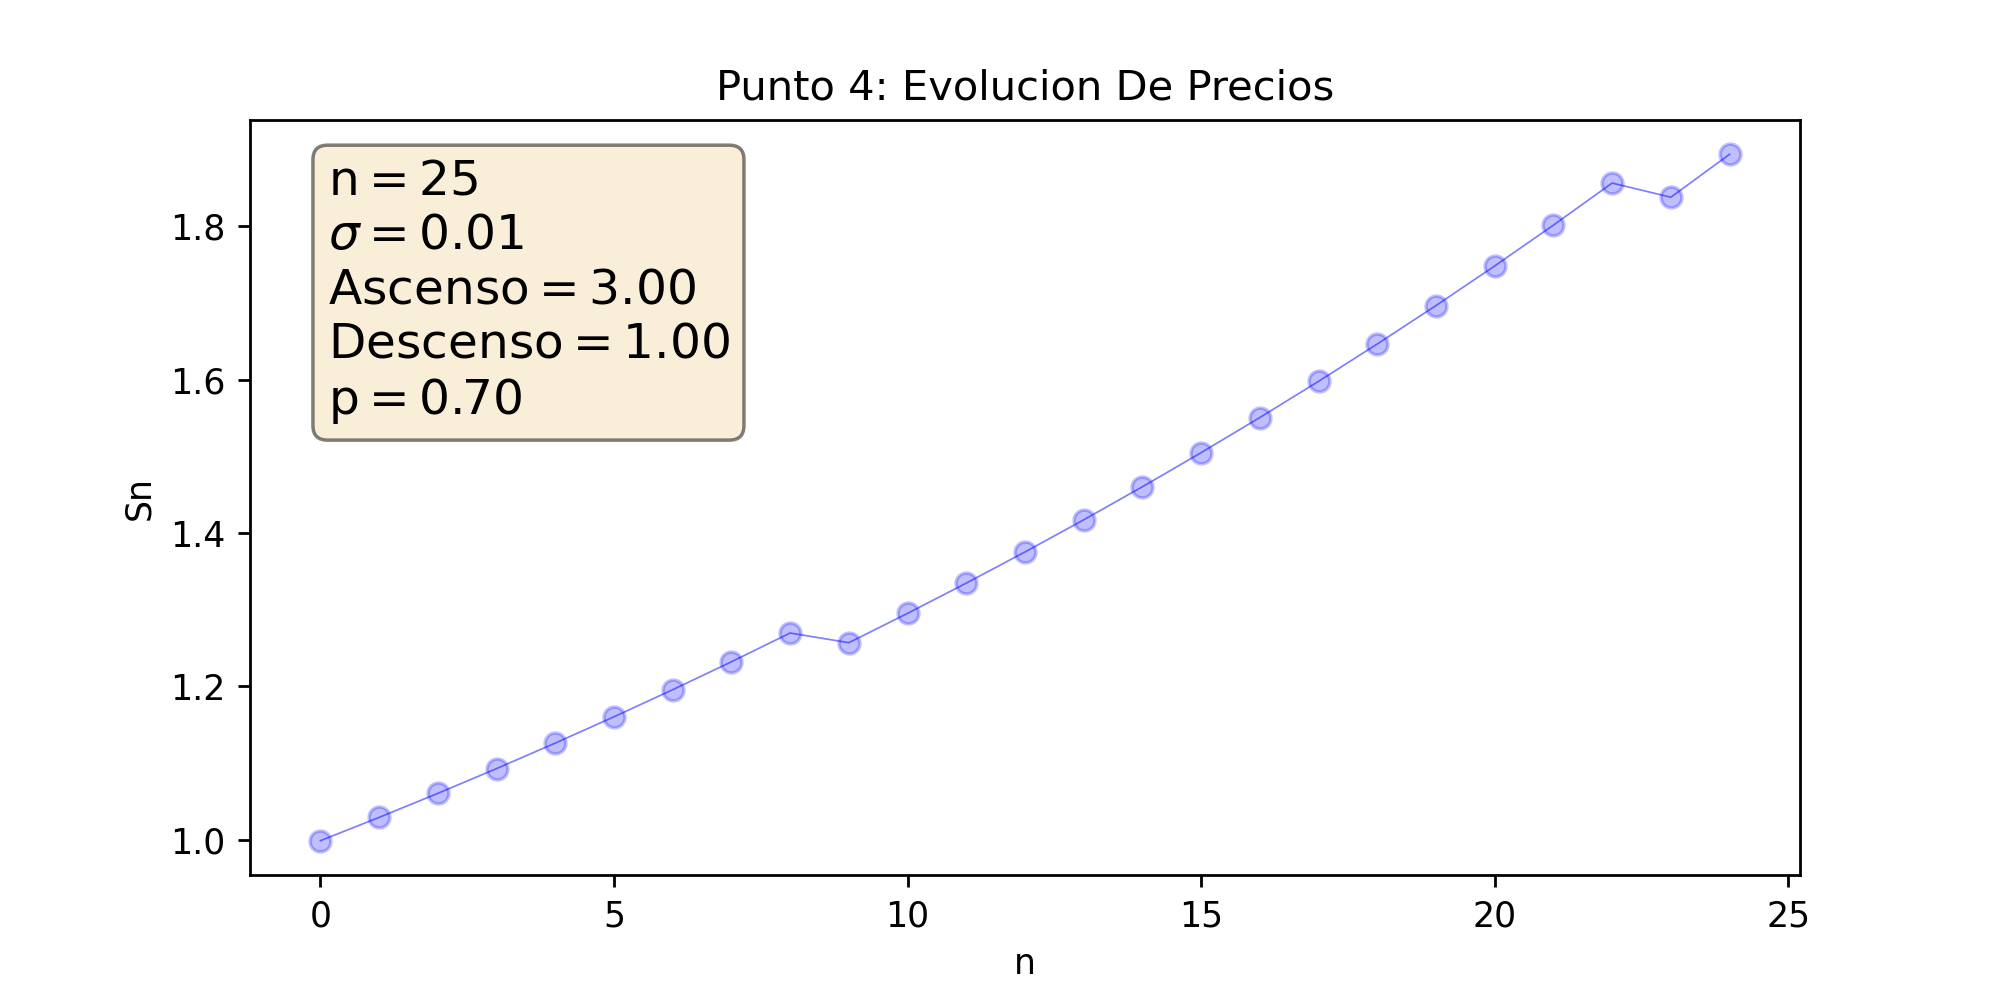 Punto 4: Evolucion De Precios
n = 25
σ = 0.01
Ascenso = 3.00
Descenso = 1.00
p = 0.70
Sn
1.8
1.6
1.4
1.2
1.0
0 5 10 15 20 25
n